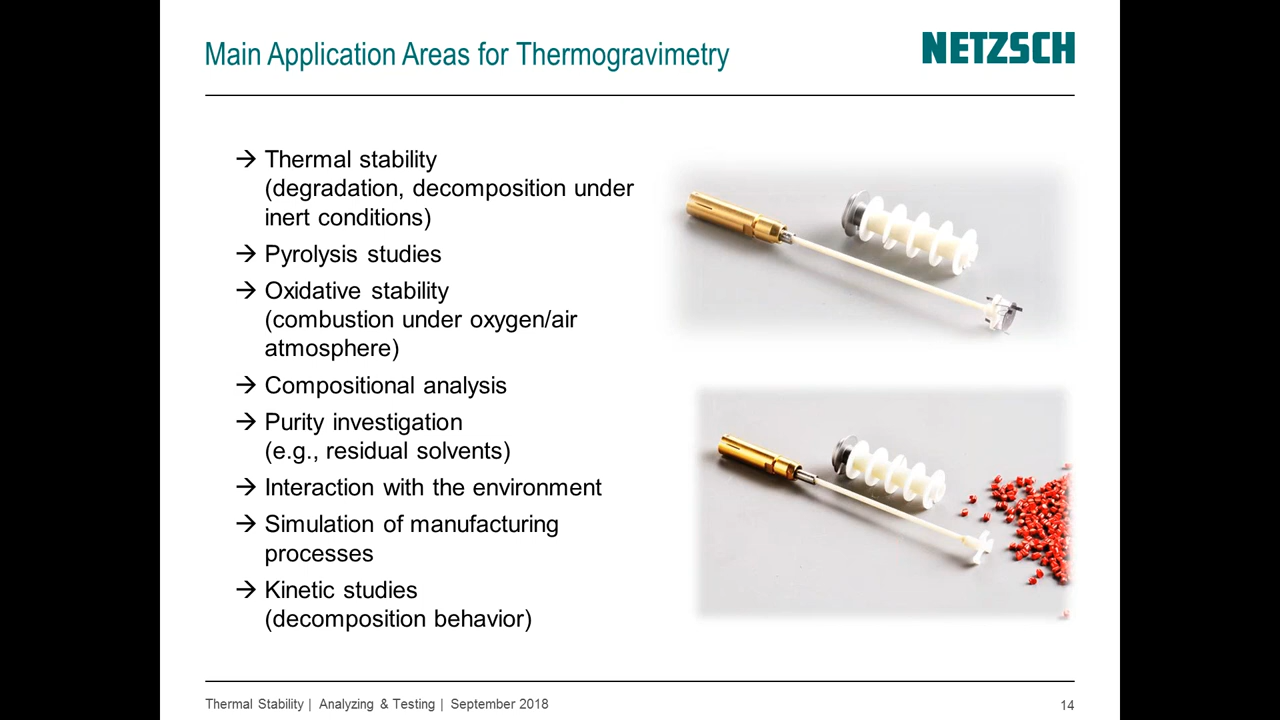 Main Application Areas for Thermogravimetry
NETZSCH
→ Thermal stability
(degradation, decomposition under
inert conditions)
→ Pyrolysis studies
→ Oxidative stability
(combustion under oxygen/air
atmosphere)
→ Compositional analysis
→ Purity investigation
(e.g., residual solvents)
→ Interaction with the environment
→ Simulation of manufacturing
processes
→ Kinetic studies
(decomposition behavior)
Thermal Stability | Analyzing & Testing | September 2018
14